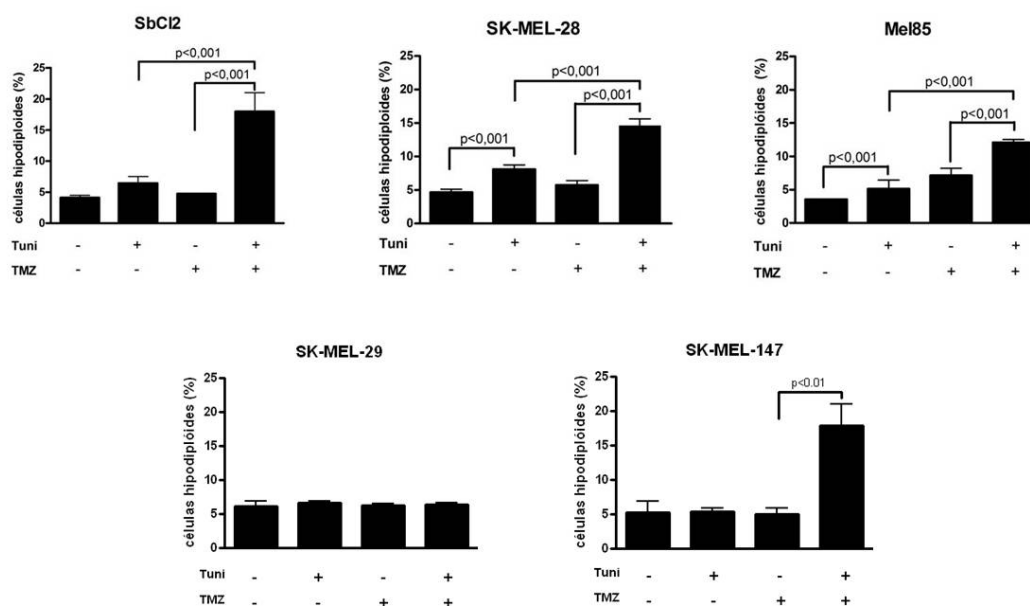 SbCl2
células hipodiploides (%)
25
20
15
10
5
0
p<0,001
p<0,001
Tuni - + - +
TMZ - - + +
SK-MEL-28
células hipodiplóides (%)
25
20
15
10
5
0
p<0,001
p<0,001
p<0,001
Tuni - + - +
TMZ - - + +
Mel85
células hipodiplóides (%)
25
20
15
10
5
0
p<0,001
p<0,001
p<0,001
Tuni - + - +
TMZ - - + +
SK-MEL-29
células hipodiplóides (%)
25
20
15
10
5
0
Tuni - + - +
TMZ - - + +
SK-MEL-147
células hipodiplóides (%)
25
20
15
10
5
0
p<0.01
Tuni - + - +
TMZ - - + +